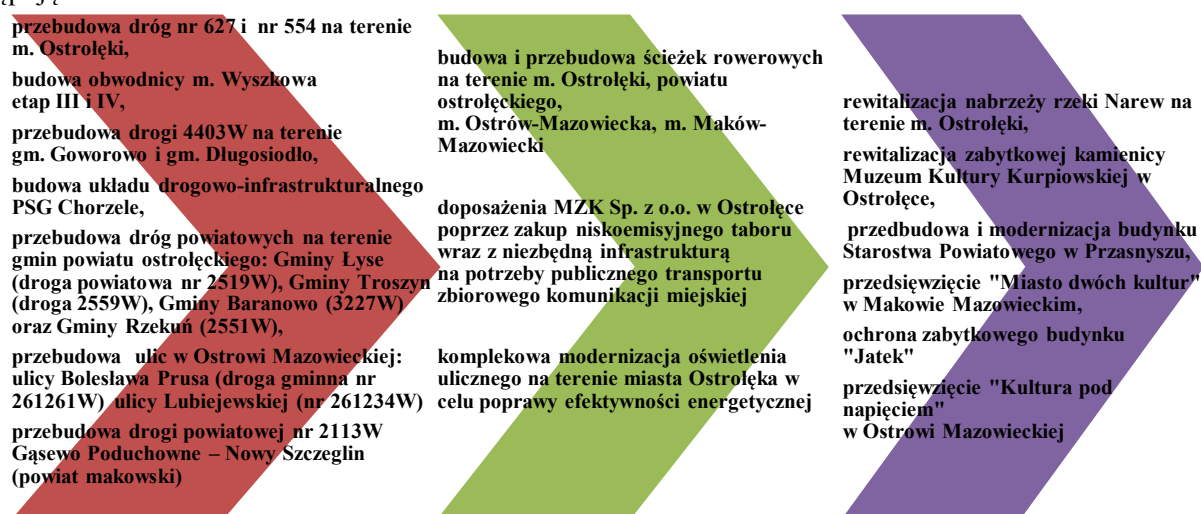 przebudowa dróg nr 627 i nr 554 na terenie
m. Ostrołęki,
budowa obwodnicy m. Wyszkowa
etap III i IV,
przebudowa drogi 4403W na terenie
gm. Goworowo i gm. Długosiodło,
budowa układu drogowo-infrastrukturalnego
PSG Chorzele,
przebudowa dróg powiatowych na terenie
gmin powiatu ostrołęckiego: Gminy Łyse
(droga powiatowa nr 2519W), Gminy Troszyn
(droga 2559W), Gminy Baranowo (3227W)
oraz Gminy Rzekuń (2551W),
przebudowa ulic w Ostrowi Mazowieckiej:
ulicy Bolesława Prusa (droga gminna nr
261261W) ulicy Lubiejewskiej (nr 261234W)
przebudowa drogi powiatowej nr 2113W
Gąsewo Poduchowne – Nowy Szczeglin
(powiat makowski)
budowa i przebudowa ścieżek rowerowych
na terenie m. Ostrołęki, powiatu
ostrołęckiego,
m. Ostrów-Mazowiecka, m. Maków-
Mazowiecki
doposażenia MZK Sp. z o.o. w Ostrołęce
poprzez zakup niskoemisyjnego taboru
wraz z niezbędną infrastrukturą
na potrzeby publicznego transportu
zbiorowego komunikacji miejskiej
komplekowa modernizacja oświetlenia
ulicznego na terenie miasta Ostrołęka w
celu poprawy efektywności energetycznej
rewitalizacja nabrzeży rzeki Narew na
terenie m. Ostrołęki,
rewitalizacja zabytkowej kamienicy
Muzeum Kultury Kurpiowskiej w
Ostrołęce,
przedbudowa i modernizacja budynku
Starostwa Powiatowego w Przasnyszu,
przedsięwzięcie "Miasto dwóch kultur"
w Makowie Mazowieckim,
ochrona zabytkowego budynku
"Jatek"
przedsięwzięcie "Kultura pod
napięciem"
w Ostrowi Mazowieckiej